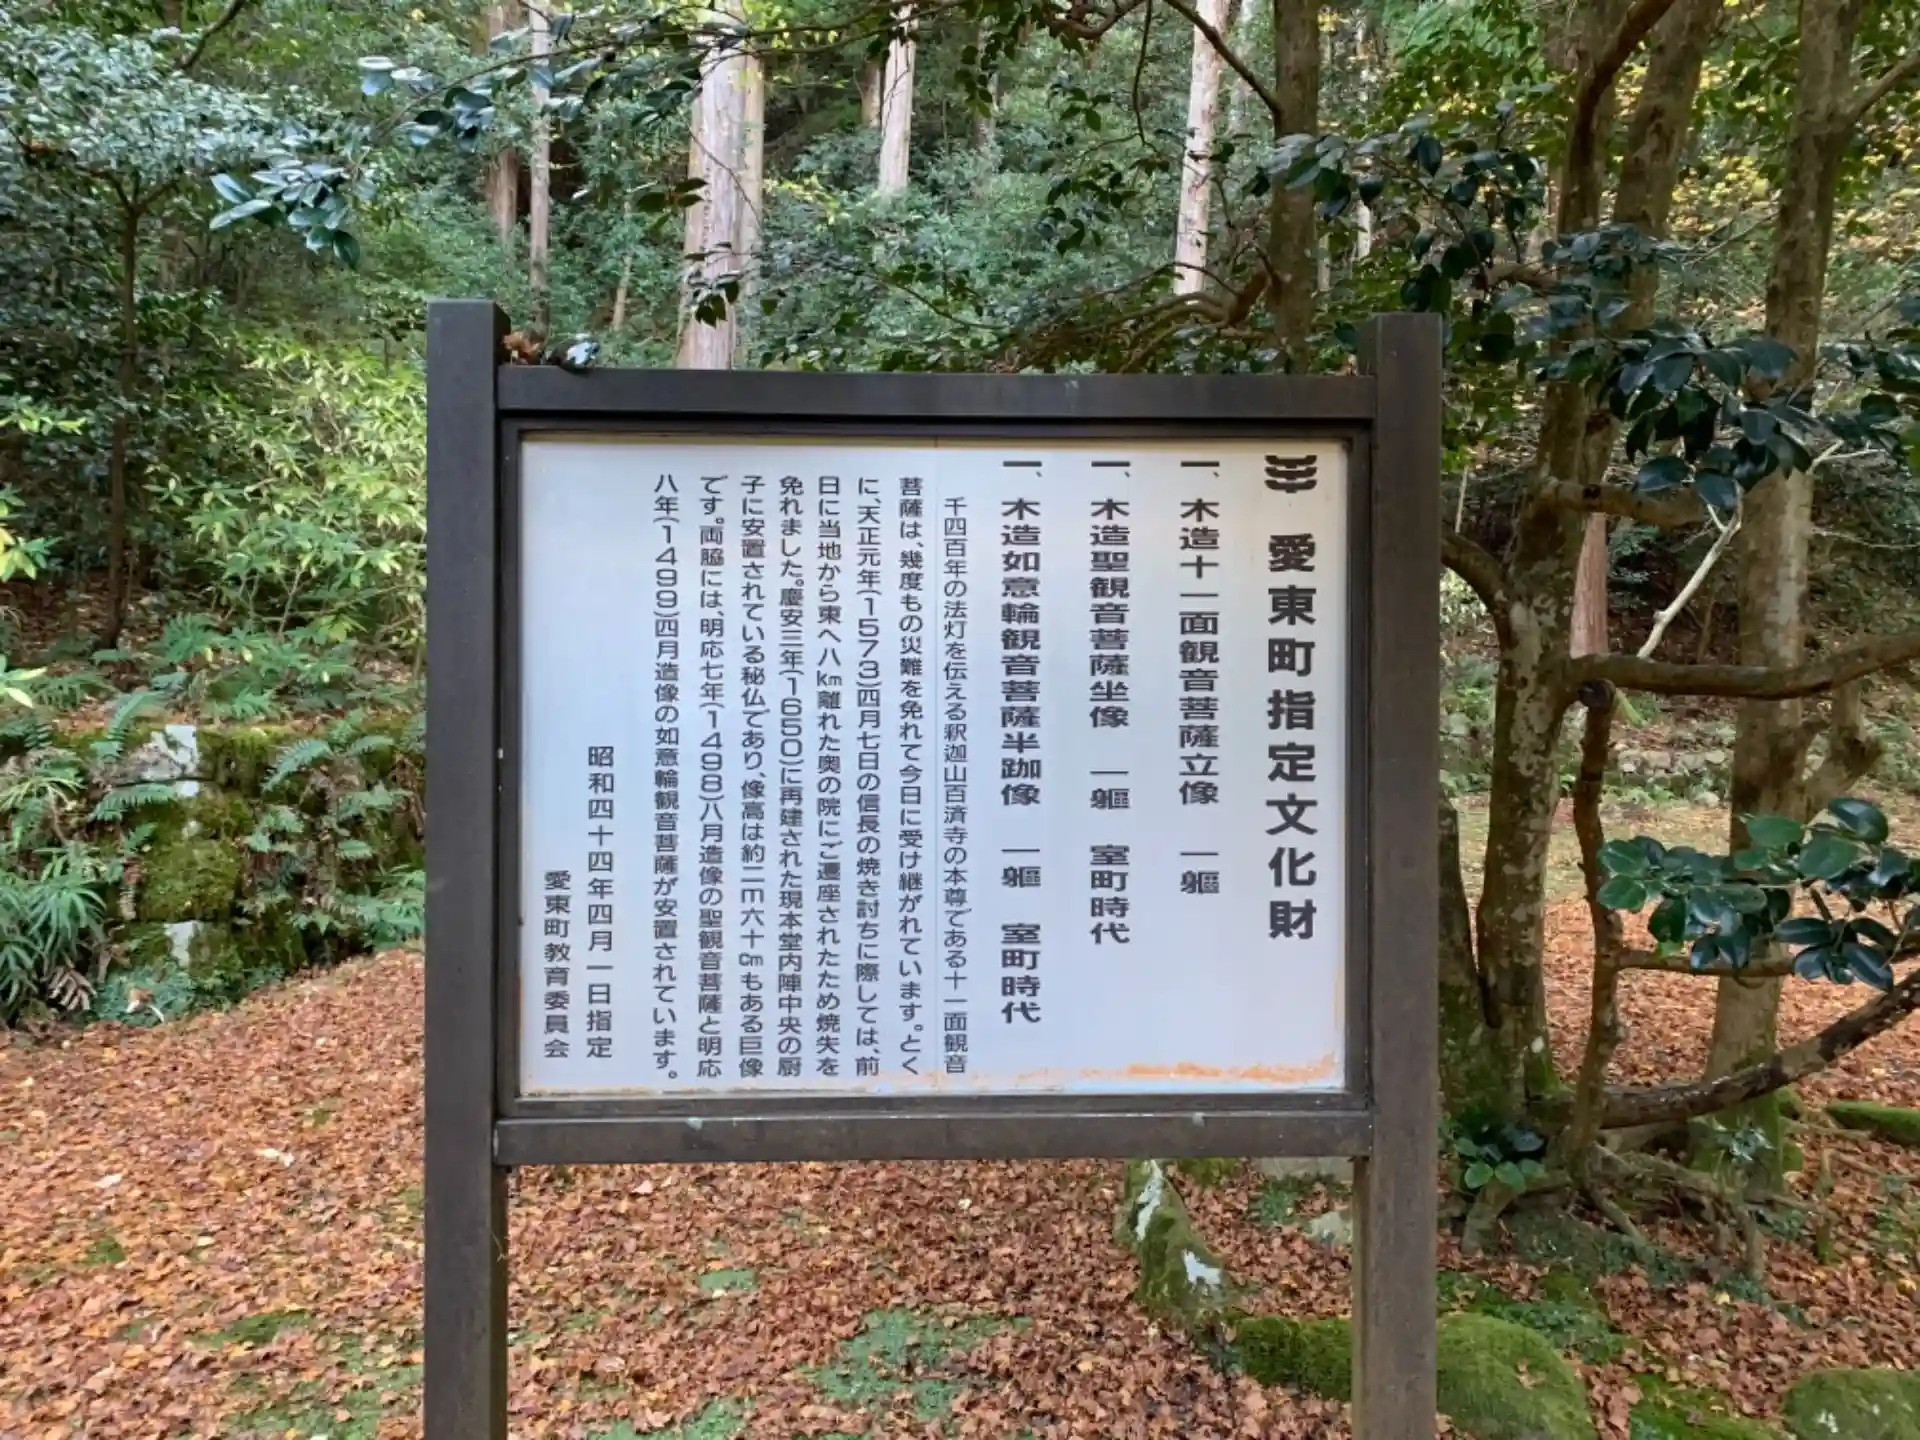 愛東町指定文化財
一、木造十一面観音菩薩立像 一軀
一、木造聖観音菩薩坐像 一軀 室町時代
一、木造如意輪観音菩薩半跏像 一軀 室町時代
千四百年の法灯を伝える釈迦山百済寺の本尊である十一面観音
菩薩は、幾度もの災難を免れて今日に受け継がれています。とく
に、天正元年(1573)四月七日の信長の焼き討ちに際しては、前
日に当地から東へ八km離れた奥の院にご遷座されたため焼失を
免れました。慶安三年(1650)に再建された現本堂内陣中央の厨
子に安置されている秘仏であり、像高は約二m六十cmもある巨像
です。両脇には、明応七年(1498)八月造像の聖観音菩薩と明応
八年(1499)四月造像の如意輪観音菩薩が安置されています。
昭和四十四年四月一日指定
愛東町教育委員会